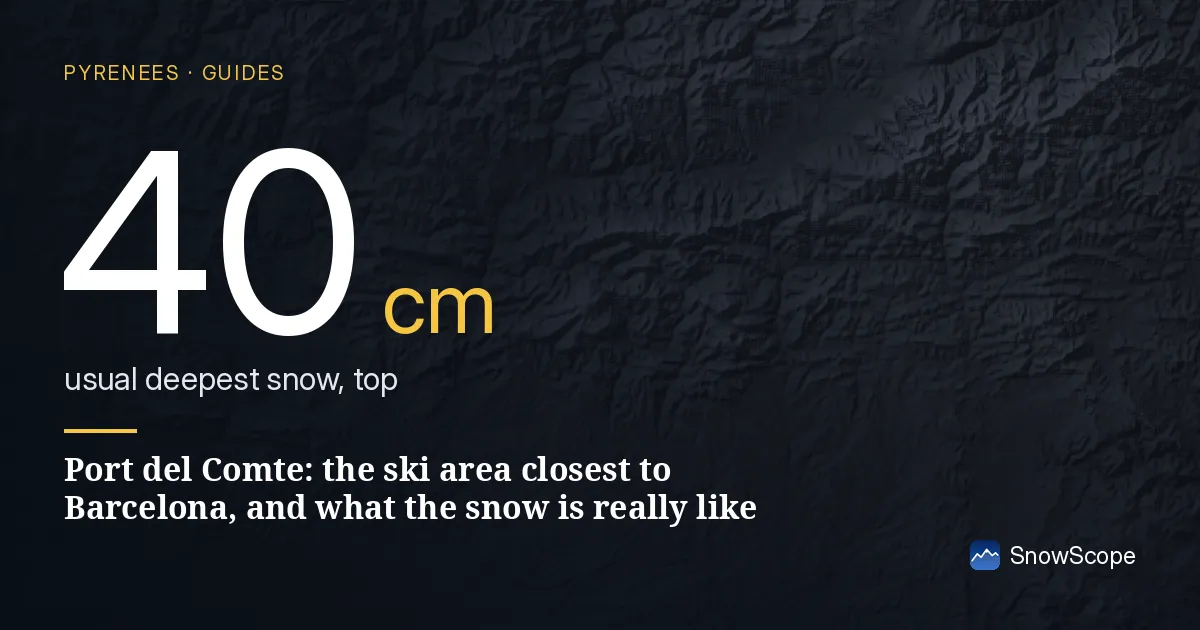 PYRENEES · GUIDES
40 cm
usual deepest snow, top
Port del Comte: the ski area closest to
Barcelona, and what the snow is really like
SnowScope